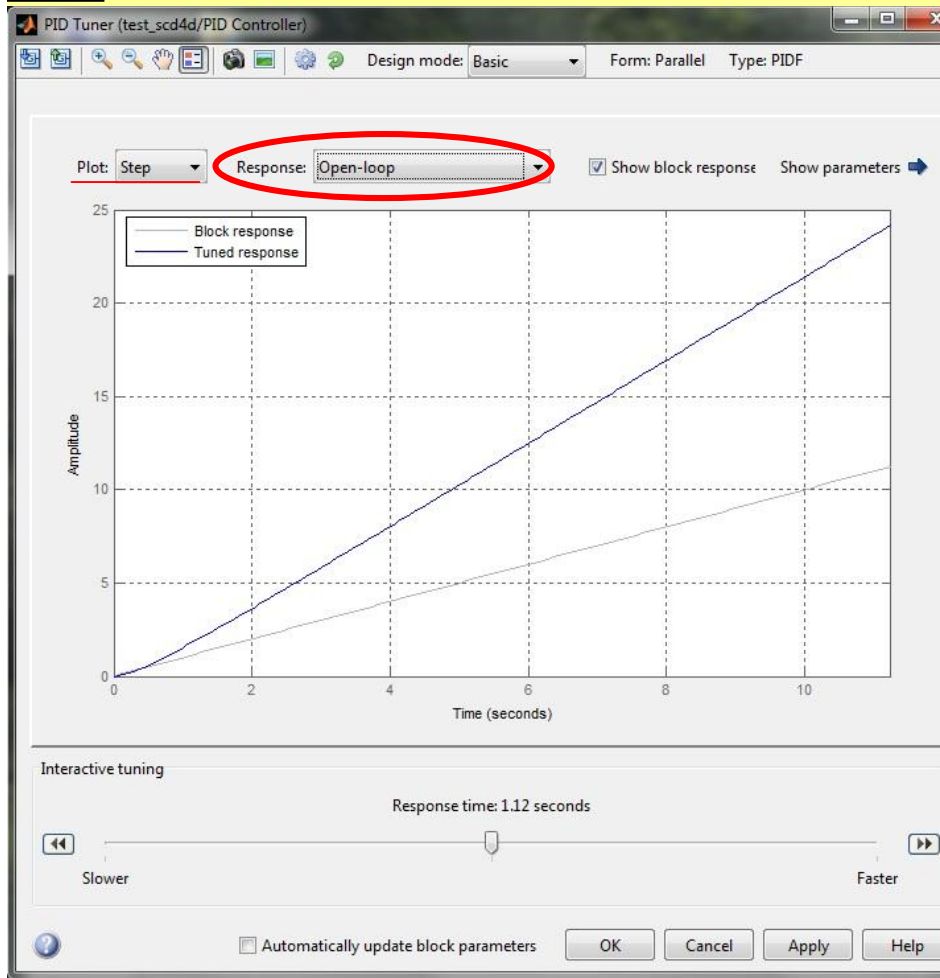 PID Tuner (test_scd4d/PID Controller)
Design mode: Basic Form: Parallel Type: PIDF
Plot: Step Response: Open-loop Show block response Show parameters
Block response
Tuned response
25
20
15
10
5
0
Amplitude
0 2 4 6 8 10
Time (seconds)
Interactive tuning
Response time: 1.12 seconds
Slower Faster
Automatically update block parameters OK Cancel Apply Help